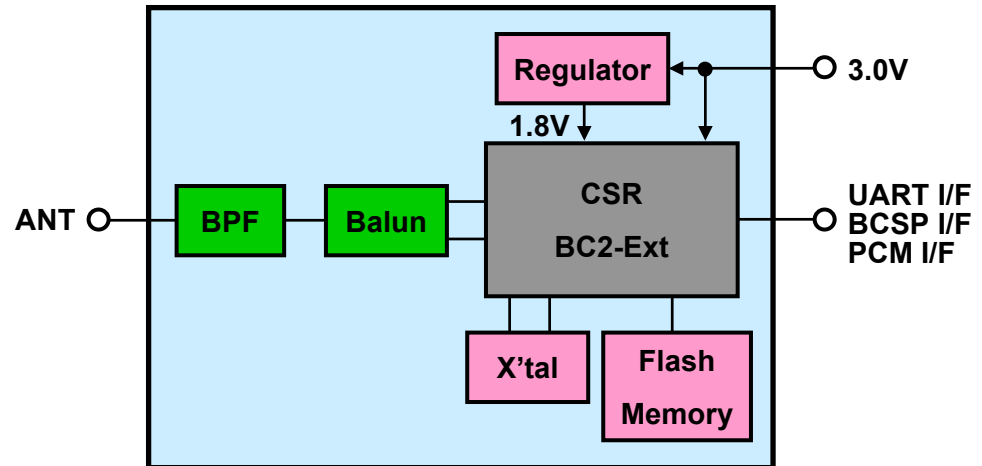 Regulator
3.0V
1.8V
CSR
BC2-Ext
ANT
BPF
Balun
UART I/F
BCSP I/F
PCM I/F
X’tal
Flash
Memory